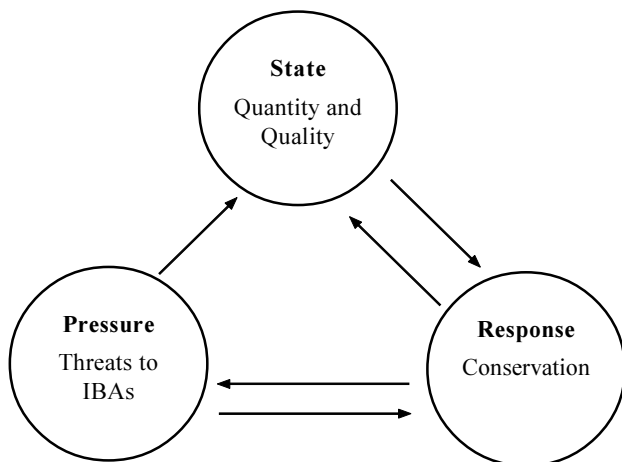 State
Quantity and
Quality
Pressure
Threats to
IBAs
Response
Conservation